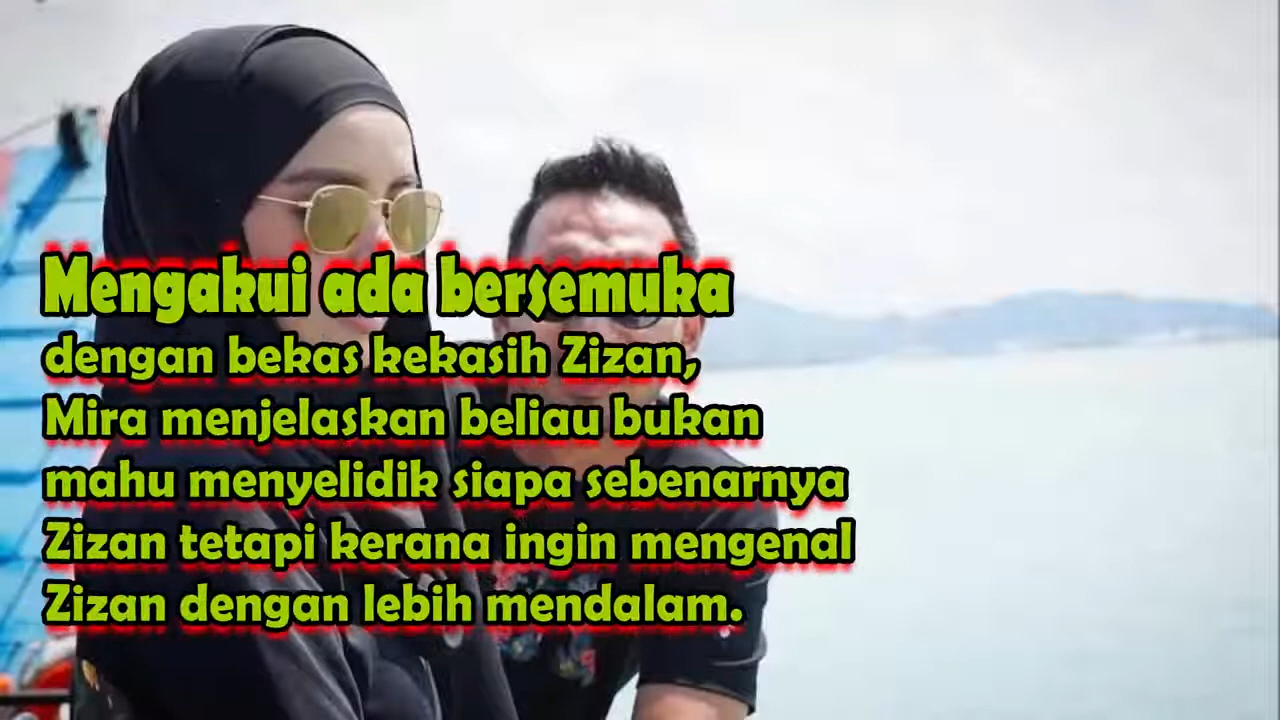 Mengakui ada bersemuka
dengan bekas kekasih Zizan,
Mira menjelaskan beliau bukan
mahu menyelidik siapa sebenarnya
Zizan tetapi kerana ingin mengenal
Zizan dengan lebih mendalam.